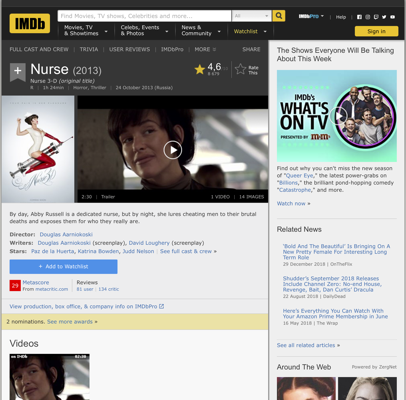 IMDb
Find Movies, TV shows, Celebrities and more...
All
IMDbPro
Help
Movies, TV
& Showtimes
Celebs, Events
& Photos
News &
Community
Watchlist
Sign in
FULL CAST AND CREW | TRIVIA | USER REVIEWS | IMDbPro | MORE
SHARE
Nurse (2013)
Nurse 3-D (original title)
R | 1h 24min | Horror, Thriller | 24 October 2013 (Russia)
4,6
Rate
This
2:30 | Trailer
1 VIDEO | 14 IMAGES
By day, Abby Russell is a dedicated nurse, but by night, she lures cheating men to their brutal
deaths and exposes them for who they really are.
Director: Douglas Aarniokoski
Writers: Douglas Aarniokoski (screenplay), David Loughery (screenplay)
Stars: Paz de la Huerta, Katrina Bowden, Judd Nelson | See full cast & crew »
+ Add to Watchlist
29
Metascore
From metacritic.com
Reviews
81 user | 134 critic
View production, box office, & company info on IMDbPro
2 nominations. See more awards »
Videos
The Shows Everyone Will Be Talking
About This Week
IMDb's
WHAT'S
ON TV
PRESENTED BY
Find out why you can't miss the new season
of "Queer Eye," the latest power-grabs on
"Billions," the brilliant pond-hopping comedy
"Catastrophe," and more.
Watch now »
Related News
'Bold And The Beautiful' Is Bringing On A
New Pretty Female For Interesting Long
Term Role
29 December 2018 | OnTheFlix
Shudder's September 2018 Releases
Include Channel Zero: No-End House,
Revenge, Bait, Dan Curtis' Dracula
22 August 2018 | DailyDead
Here's Everything You Can Watch With
Your Amazon Prime Membership in June
16 May 2018 | The Wrap
See all related articles »
Around The Web
Powered by ZergNet